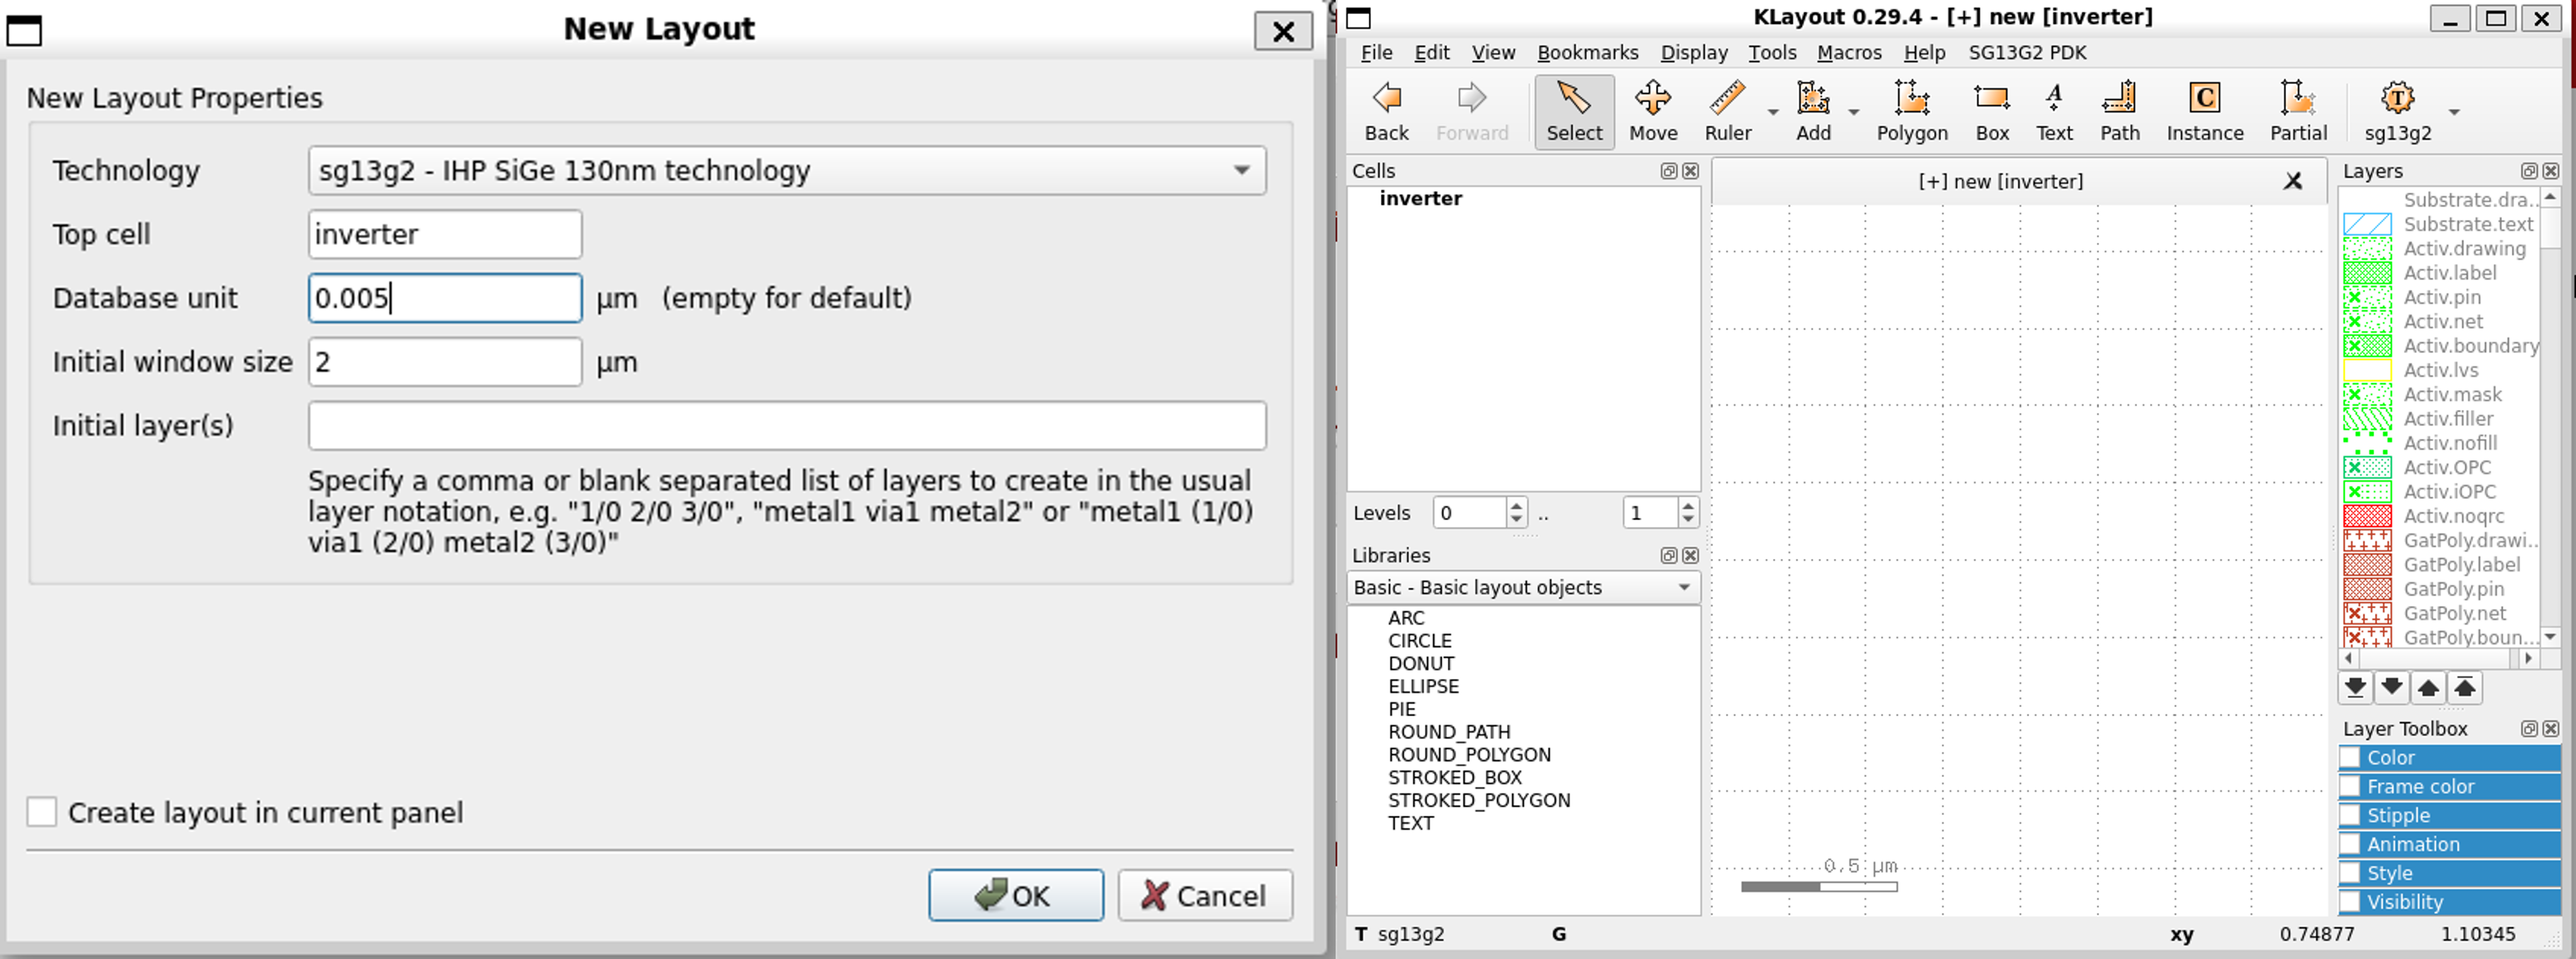 New Layout
New Layout Properties
Technology sg13g2 - IHP SiGe 130nm technology
Top cell inverter
Database unit 0.005 µm (empty for default)
Initial window size 2 µm
Initial layer(s)
Specify a comma or blank separated list of layers to create in the usual
layer notation, e.g. "1/0 2/0 3/0", "metal1 via1 metal2" or "metal1 (1/0)
via1 (2/0) metal2 (3/0)"
Create layout in current panel
OK Cancel
KLayout 0.29.4 - [+] new [inverter]
File Edit View Bookmarks Display Tools Macros Help SG13G2 PDK
Back Forward Select Move Ruler Add Polygon Box Text Path Instance Partial sg13g2
Cells
inverter
Levels 0 .. 1
Libraries
Basic - Basic layout objects
ARC
CIRCLE
DONUT
ELLIPSE
PIE
ROUND_PATH
ROUND_POLYGON
STROKED_BOX
STROKED_POLYGON
TEXT
[+] new [inverter]
0.5 µm
Layers
Substrate.dra...
Substrate.text
Activ.drawing
Activ.label
Activ.pin
Activ.net
Activ.boundary
Activ.lvs
Activ.mask
Activ.filler
Activ.nofill
Activ.OPC
Activ.iOPC
Activ.noqrc
GatPoly.drawi...
GatPoly.label
GatPoly.pin
GatPoly.net
GatPoly.boun...
Layer Toolbox
Color
Frame color
Stipple
Animation
Style
Visibility
T sg13g2 G xy 0.74877 1.10345